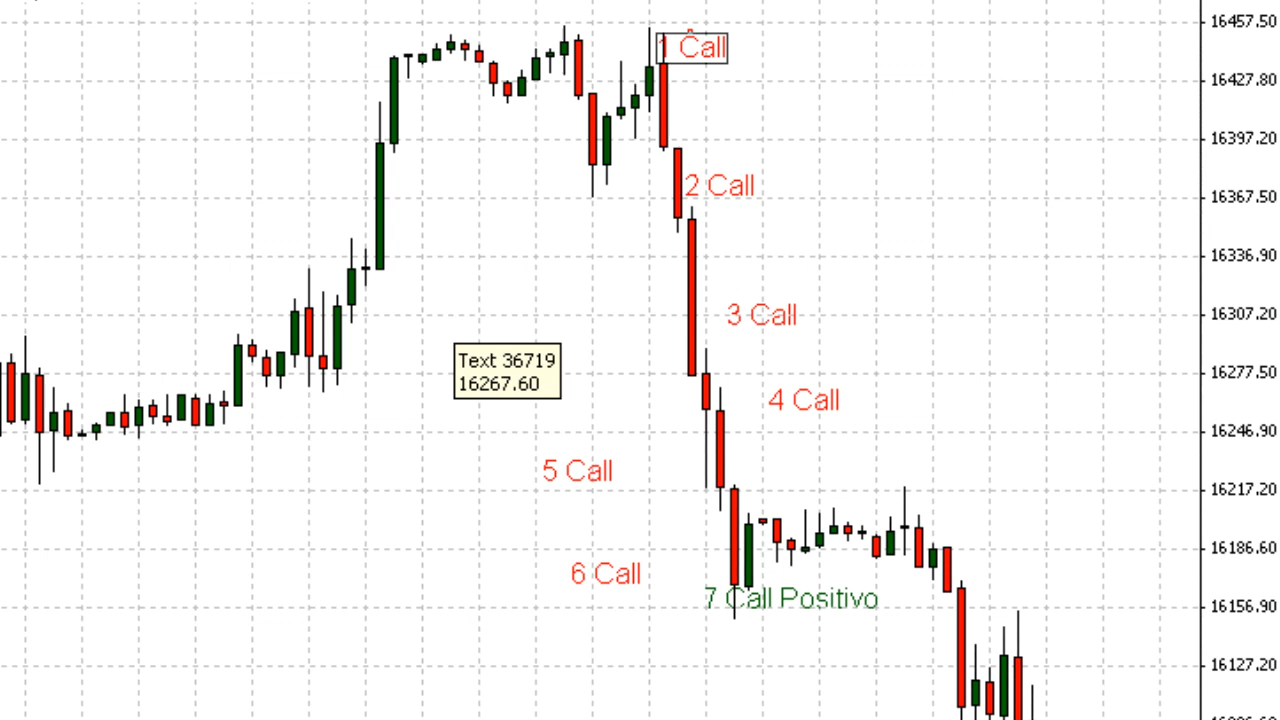 16457.50
1 Call
16427.80
16397.20
2 Call
16367.50
16336.90
3 Call
16307.20
Text 36719
16267.60
16277.50
4 Call
16246.90
5 Call
16217.20
16186.60
6 Call
7 Call Positivo
16156.90
16127.20